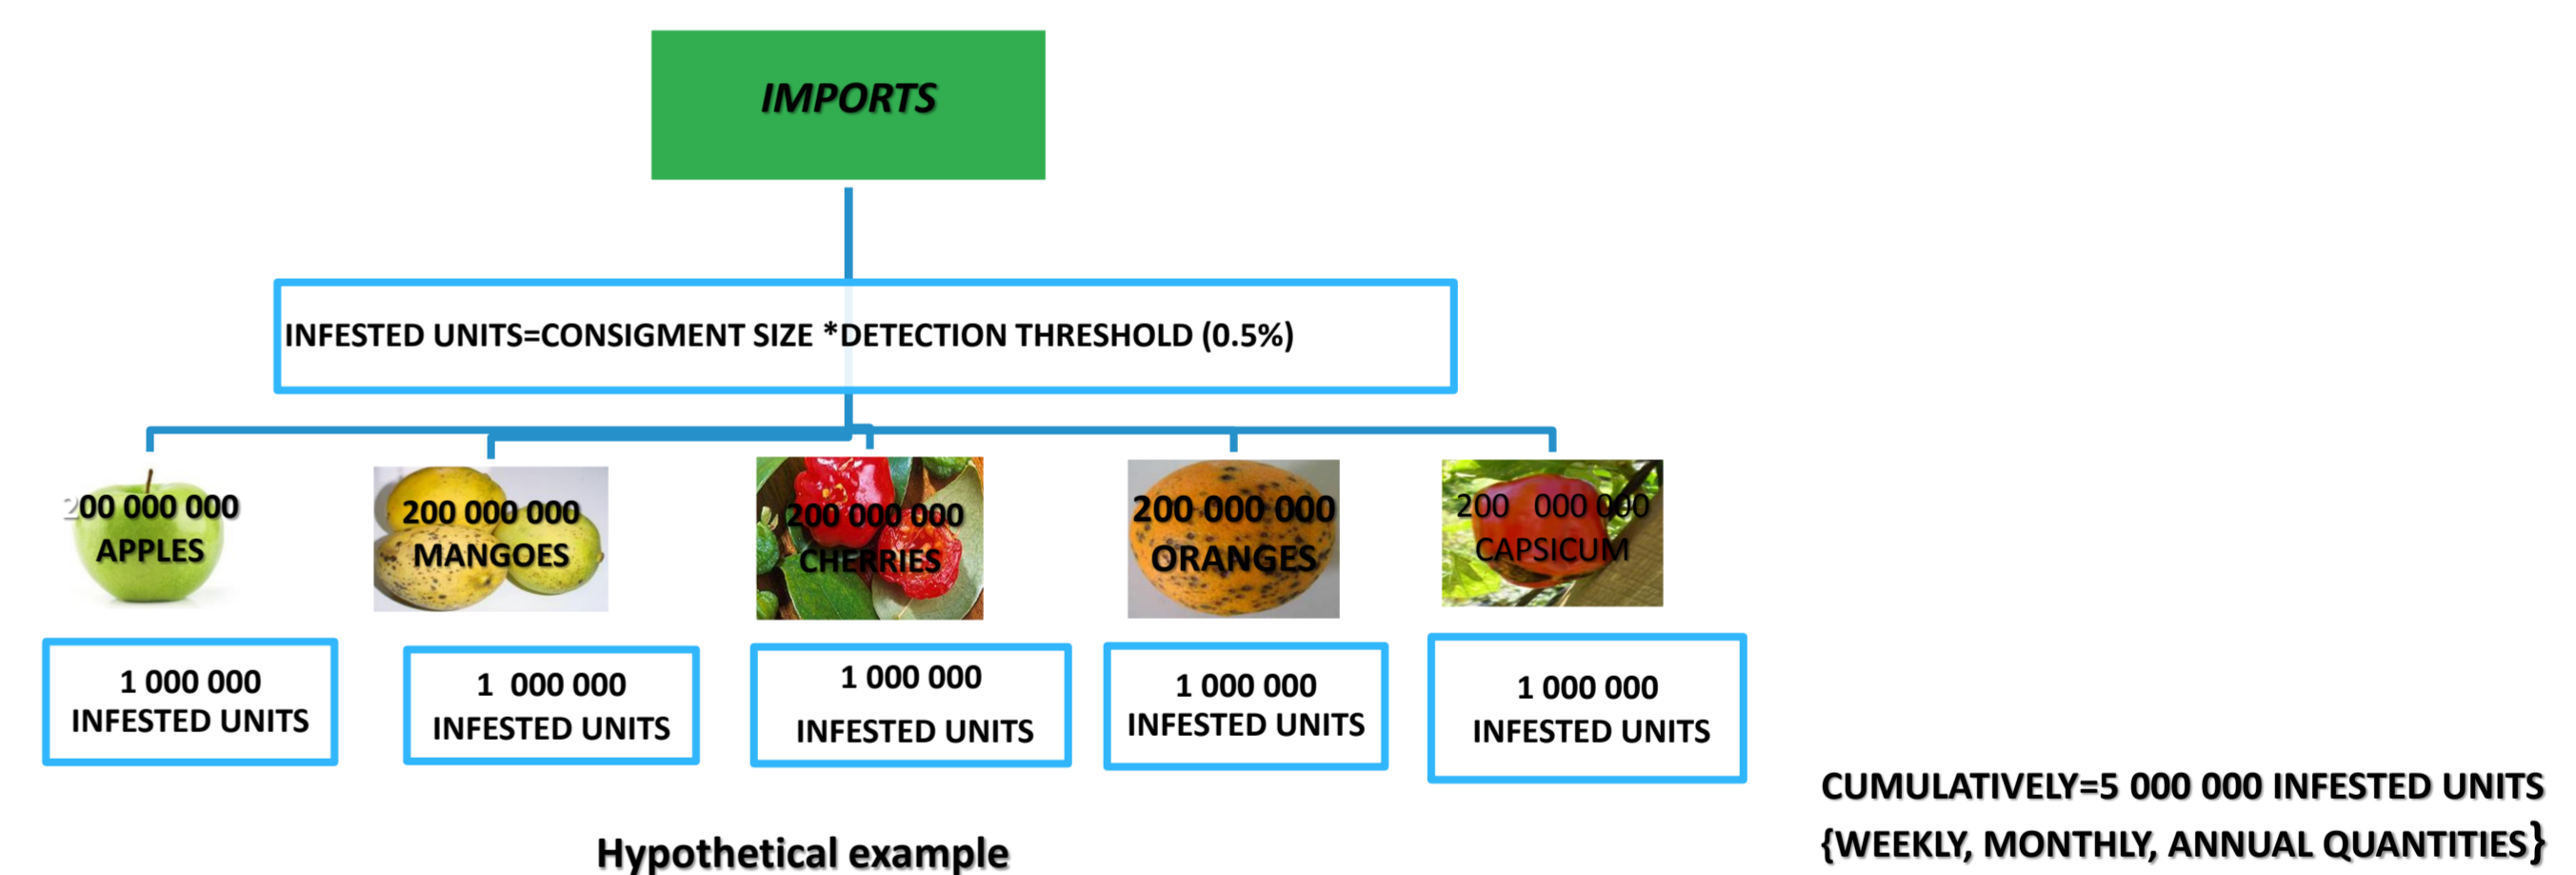 IMPORTS
INFESTED UNITS=CONSIGMENT SIZE *DETECTION THRESHOLD (0.5%)
200 000 000
APPLES
200 000 000
MANGOES
200 000 000
CHERRIES
200 000 000
ORANGES
200 000 000
CAPSICUM
1 000 000
INFESTED UNITS
1 000 000
INFESTED UNITS
1 000 000
INFESTED UNITS
1 000 000
INFESTED UNITS
1 000 000
INFESTED UNITS
CUMULATIVELY=5 000 000 INFESTED UNITS
{WEEKLY, MONTHLY, ANNUAL QUANTITIES}
Hypothetical example